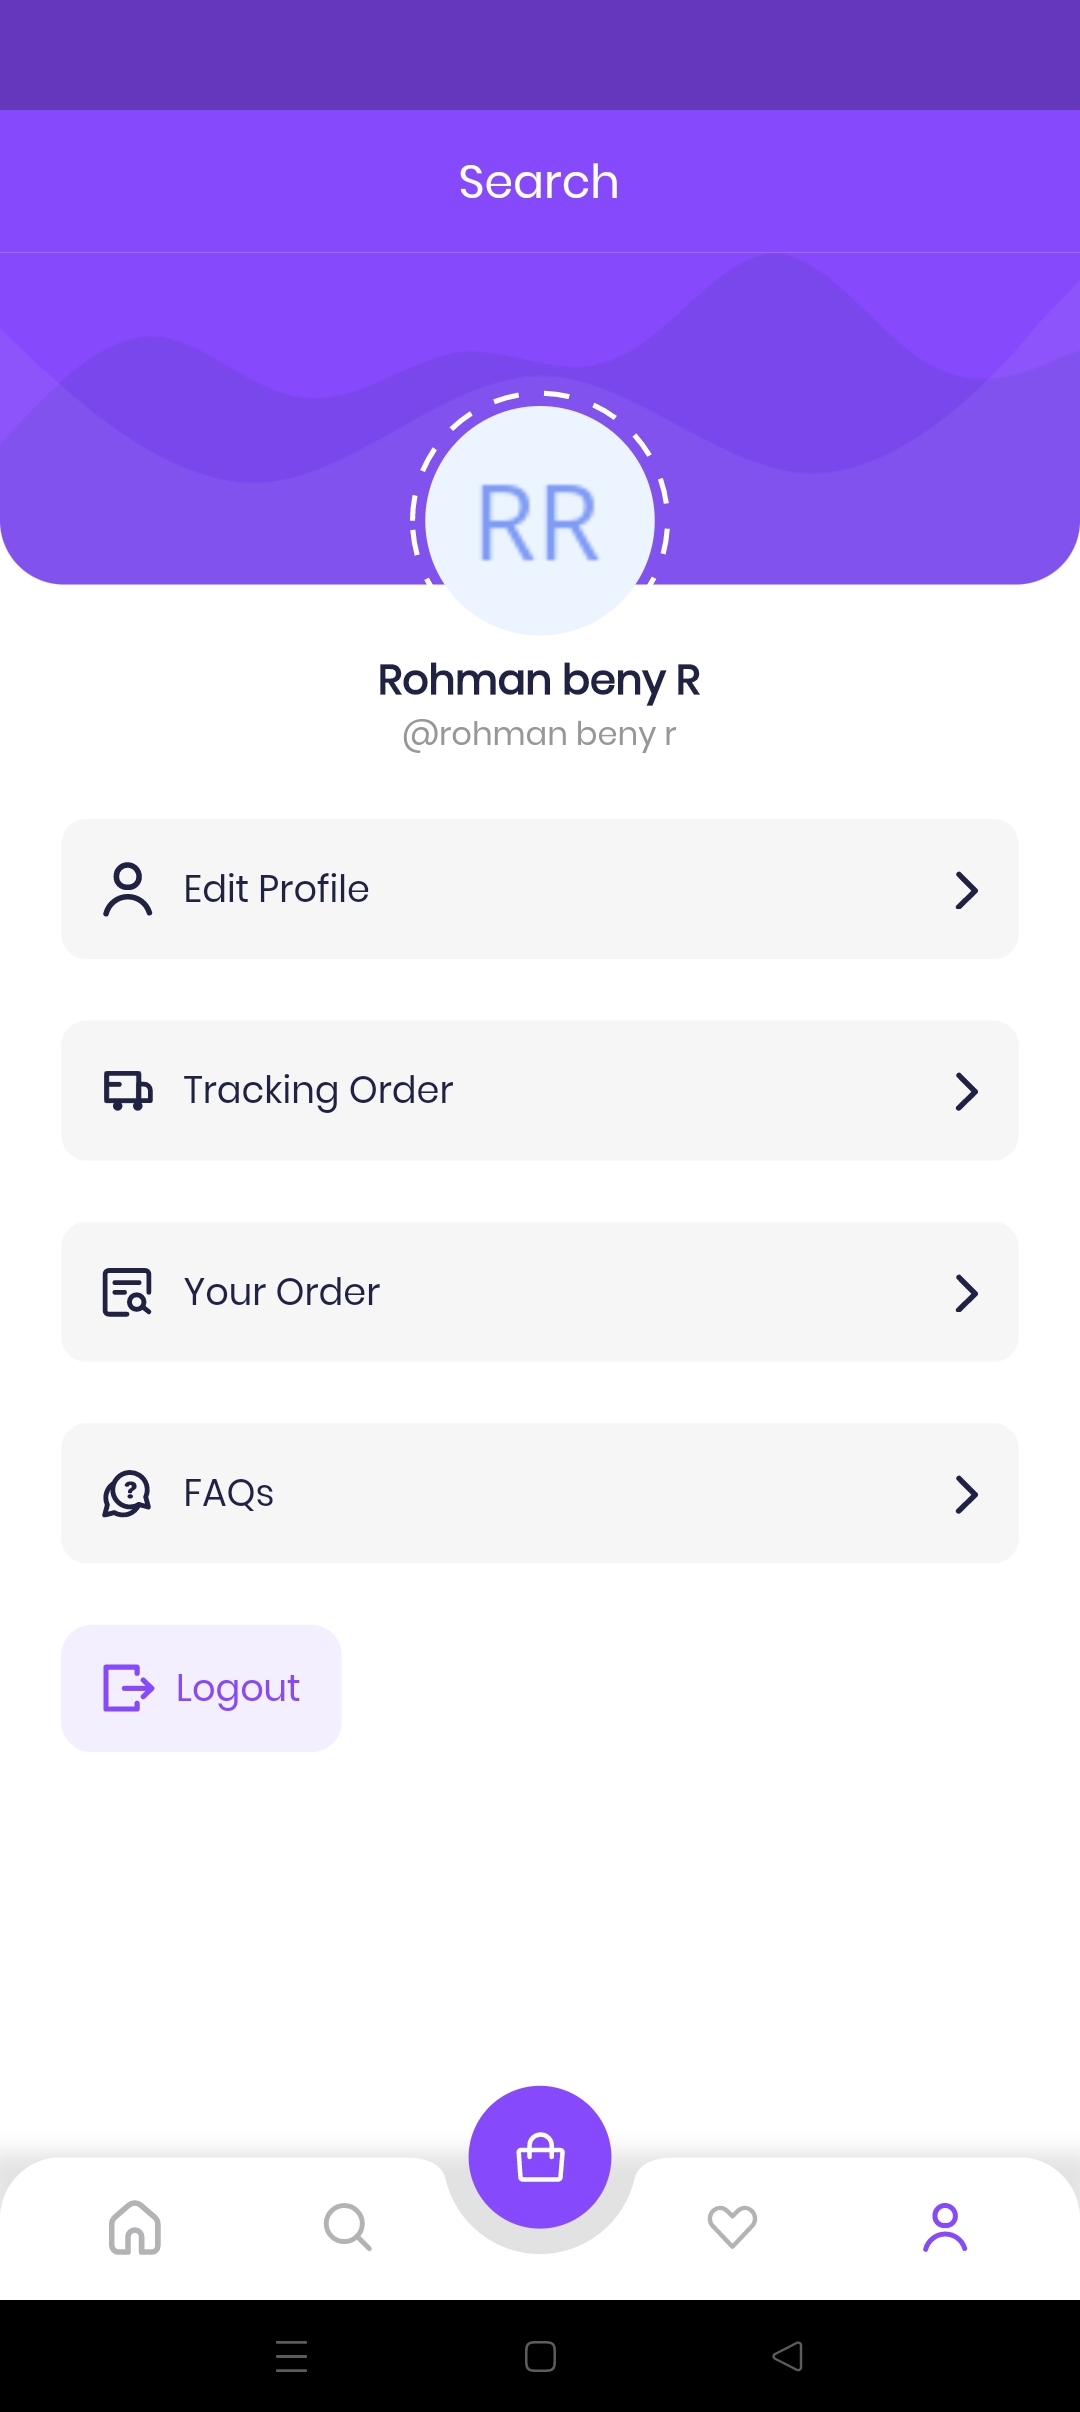 Search
RR
Rohman beny R
@rohman beny r
Edit Profile
Tracking Order
Your Order
FAQs
Logout